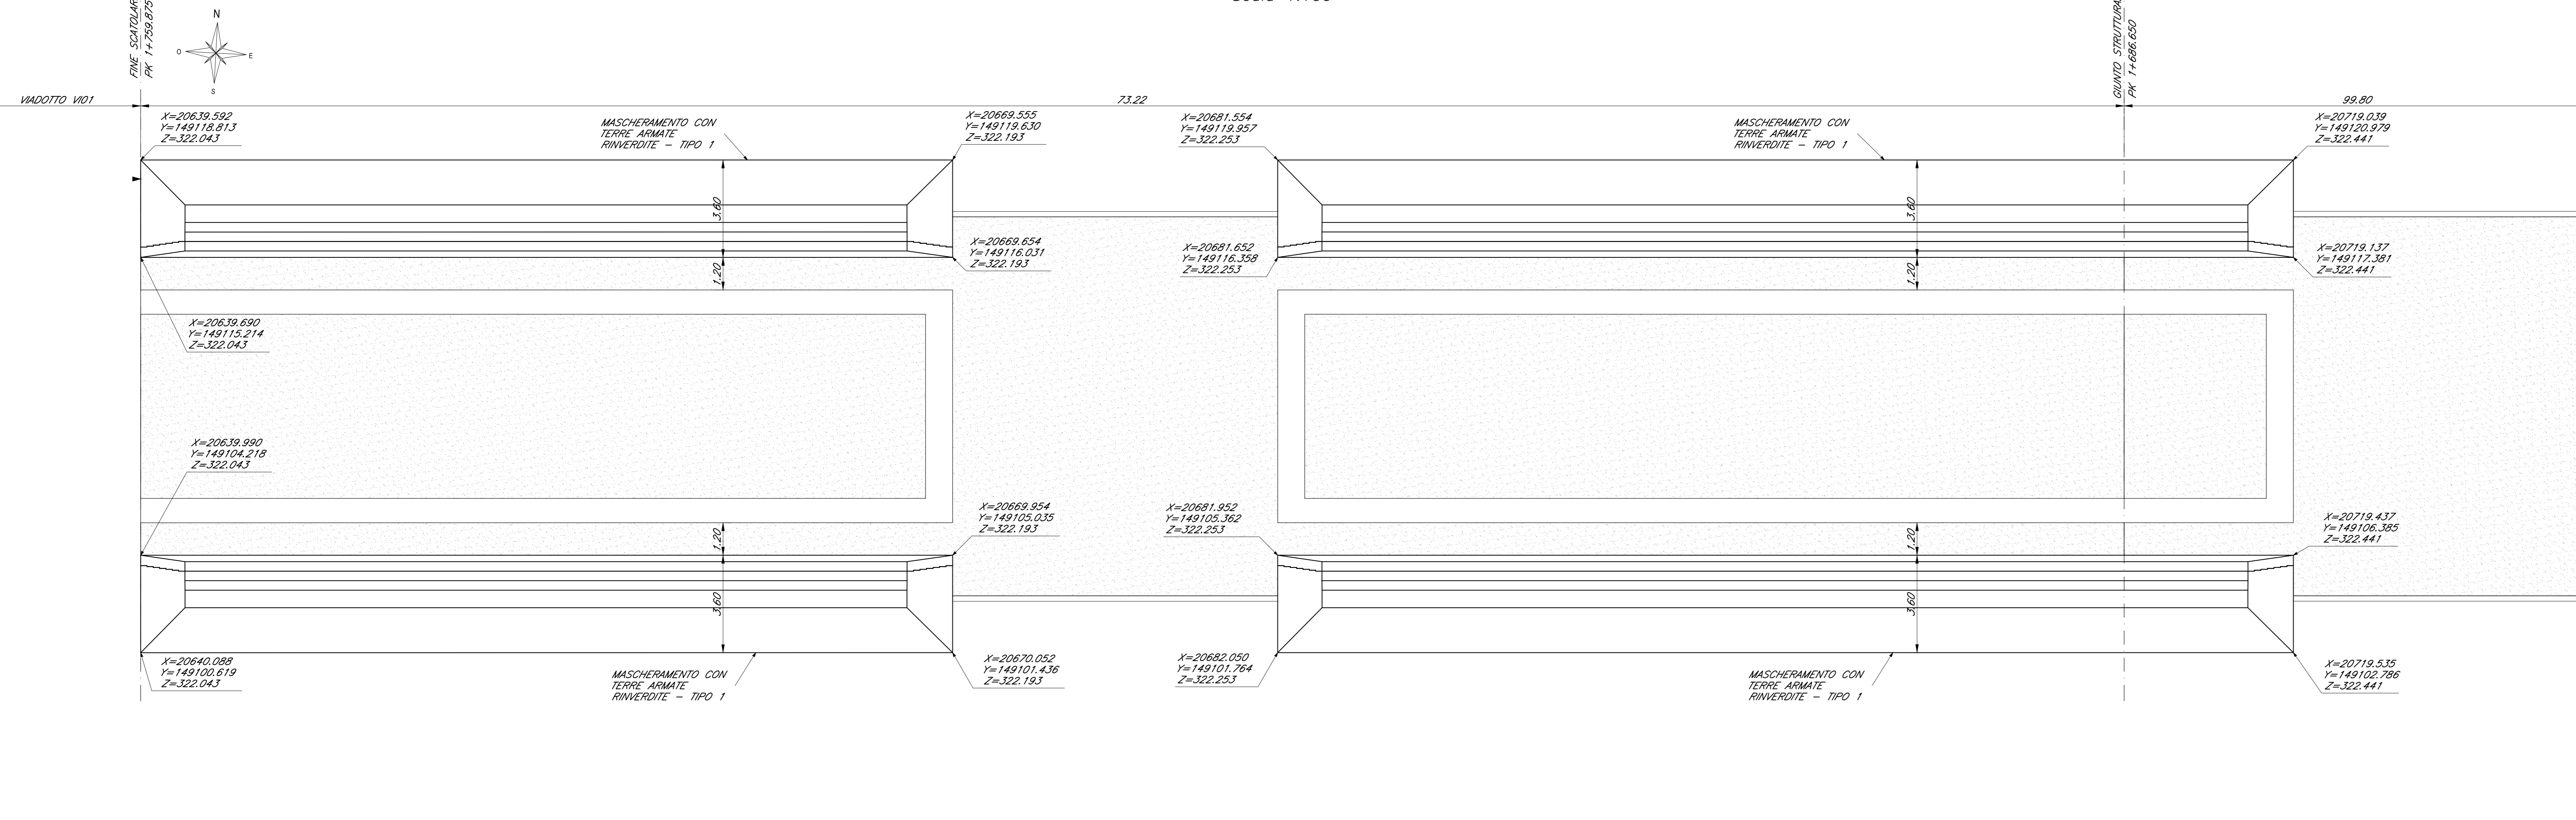 FINE SCATOLAR
PK 1+759.875
N
O
E
S
GIUNTO STRUTTURA
PK 1+686.650
VIADOTTO VI01
73.22
99.80
X=20639.592
Y=149118.813
Z=322.043
MASCHERAMENTO CON
TERRE ARMATE
RINVERDITE - TIPO 1
X=20669.555
Y=149119.630
Z=322.193
X=20681.554
Y=149119.957
Z=322.253
MASCHERAMENTO CON
TERRE ARMATE
RINVERDITE - TIPO 1
X=20719.039
Y=149120.979
Z=322.441
3.60
3.60
X=20669.654
Y=149116.031
Z=322.193
X=20681.652
Y=149116.358
Z=322.253
X=20719.137
Y=149117.381
Z=322.441
1.20
1.20
X=20639.690
Y=149115.214
Z=322.043
X=20639.990
Y=149104.218
Z=322.043
X=20669.954
Y=149105.035
Z=322.193
X=20681.952
Y=149105.362
Z=322.253
X=20719.437
Y=149106.385
Z=322.441
1.20
1.20
3.60
3.60
X=20640.088
Y=149100.619
Z=322.043
MASCHERAMENTO CON
TERRE ARMATE
RINVERDITE - TIPO 1
X=20670.052
Y=149101.436
Z=322.193
X=20682.050
Y=149101.764
Z=322.253
MASCHERAMENTO CON
TERRE ARMATE
RINVERDITE - TIPO 1
X=20719.535
Y=149102.786
Z=322.441